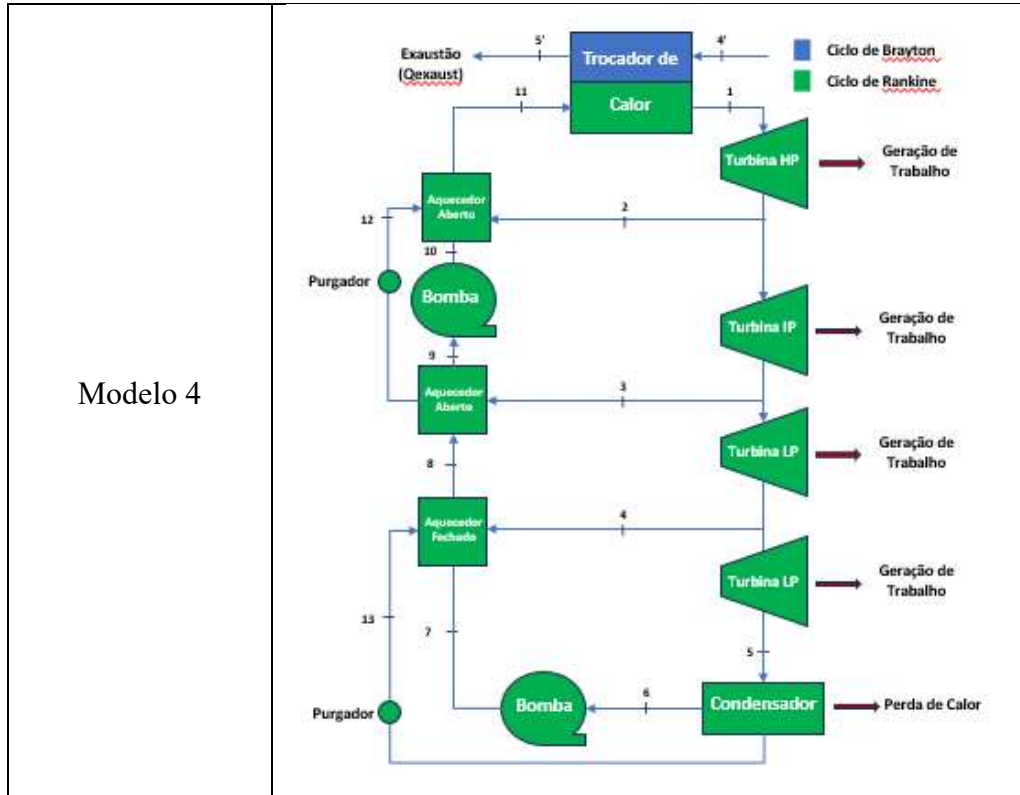 Modelo 4
Exaustão
(Qexaust)
5'
Trocador de
Calor
4'
Ciclo de Brayton
Ciclo de Rankine
11
1
Turbina HP
Geração de
Trabalho
Aquecedor
Aberto
12
2
10
Purgador
Bomba
Turbina IP
Geração de
Trabalho
9
Aquecedor
Aberto
3
Turbina LP
Geração de
Trabalho
8
Aquecedor
Fechado
4
Turbina LP
Geração de
Trabalho
13
7
5
Purgador
Bomba
6
Condensador
Perda de Calor